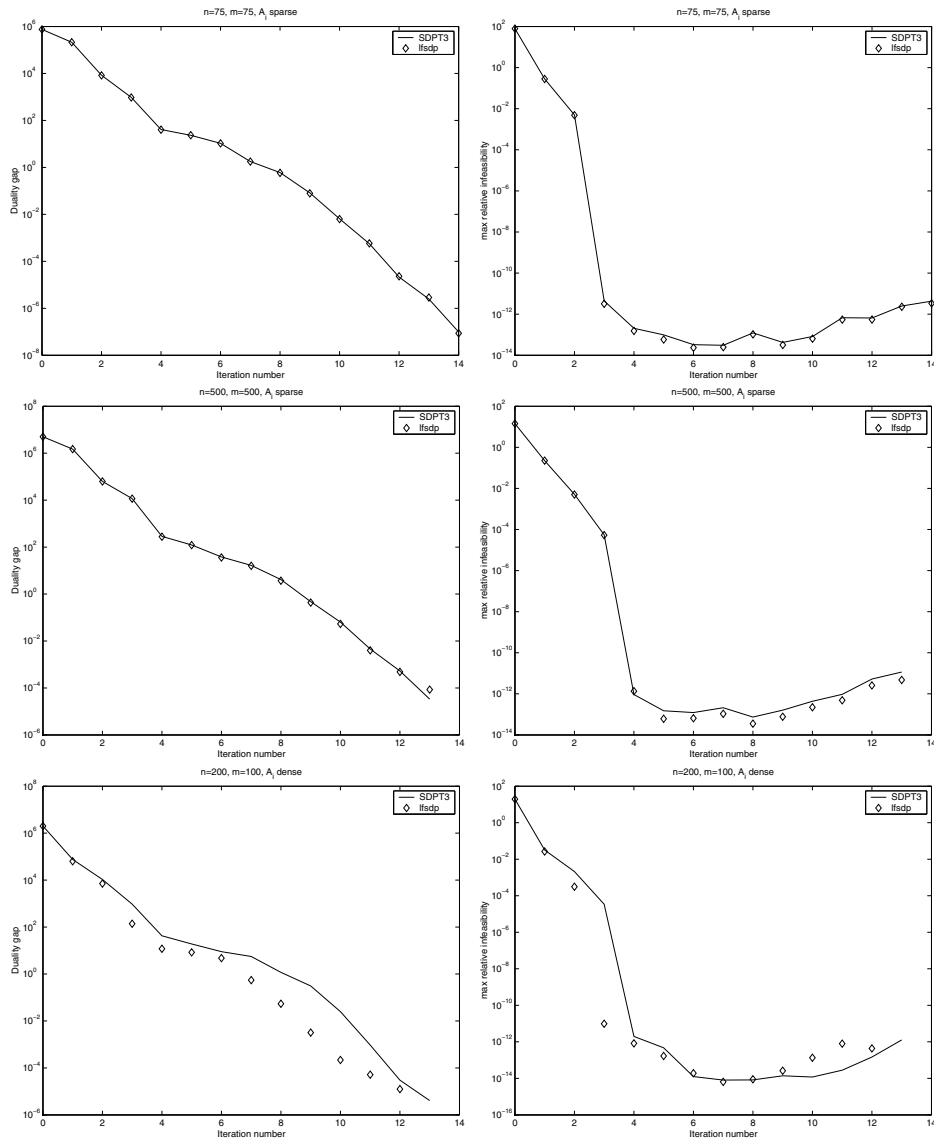 n=75, m=75, A_i sparse
10^6
10^4
10^2
10^0
10^−2
10^−4
10^−6
10^−8
0 2 4 6 8 10 12 14
Duality gap
Iteration number
SDPT3
lfsdp
n=75, m=75, A_i sparse
10^2
10^0
10^−2
10^−4
10^−6
10^−8
10^−10
10^−12
10^−14
0 2 4 6 8 10 12 14
max relative infeasibility
Iteration number
SDPT3
lfsdp
n=500, m=500, A_i sparse
10^8
10^6
10^4
10^2
10^0
10^−2
10^−4
10^−6
0 2 4 6 8 10 12 14
Duality gap
Iteration number
SDPT3
lfsdp
n=500, m=500, A_i sparse
10^2
10^0
10^−2
10^−4
10^−6
10^−8
10^−10
10^−12
10^−14
0 2 4 6 8 10 12 14
max relative infeasibility
Iteration number
SDPT3
lfsdp
n=200, m=100, A_i dense
10^8
10^6
10^4
10^2
10^0
10^−2
10^−4
10^−6
0 2 4 6 8 10 12 14
Duality gap
Iteration number
SDPT3
lfsdp
n=200, m=100, A_i dense
10^2
10^0
10^−2
10^−4
10^−6
10^−8
10^−10
10^−12
10^−14
10^−16
0 2 4 6 8 10 12 14
max relative infeasibility
Iteration number
SDPT3
lfsdp